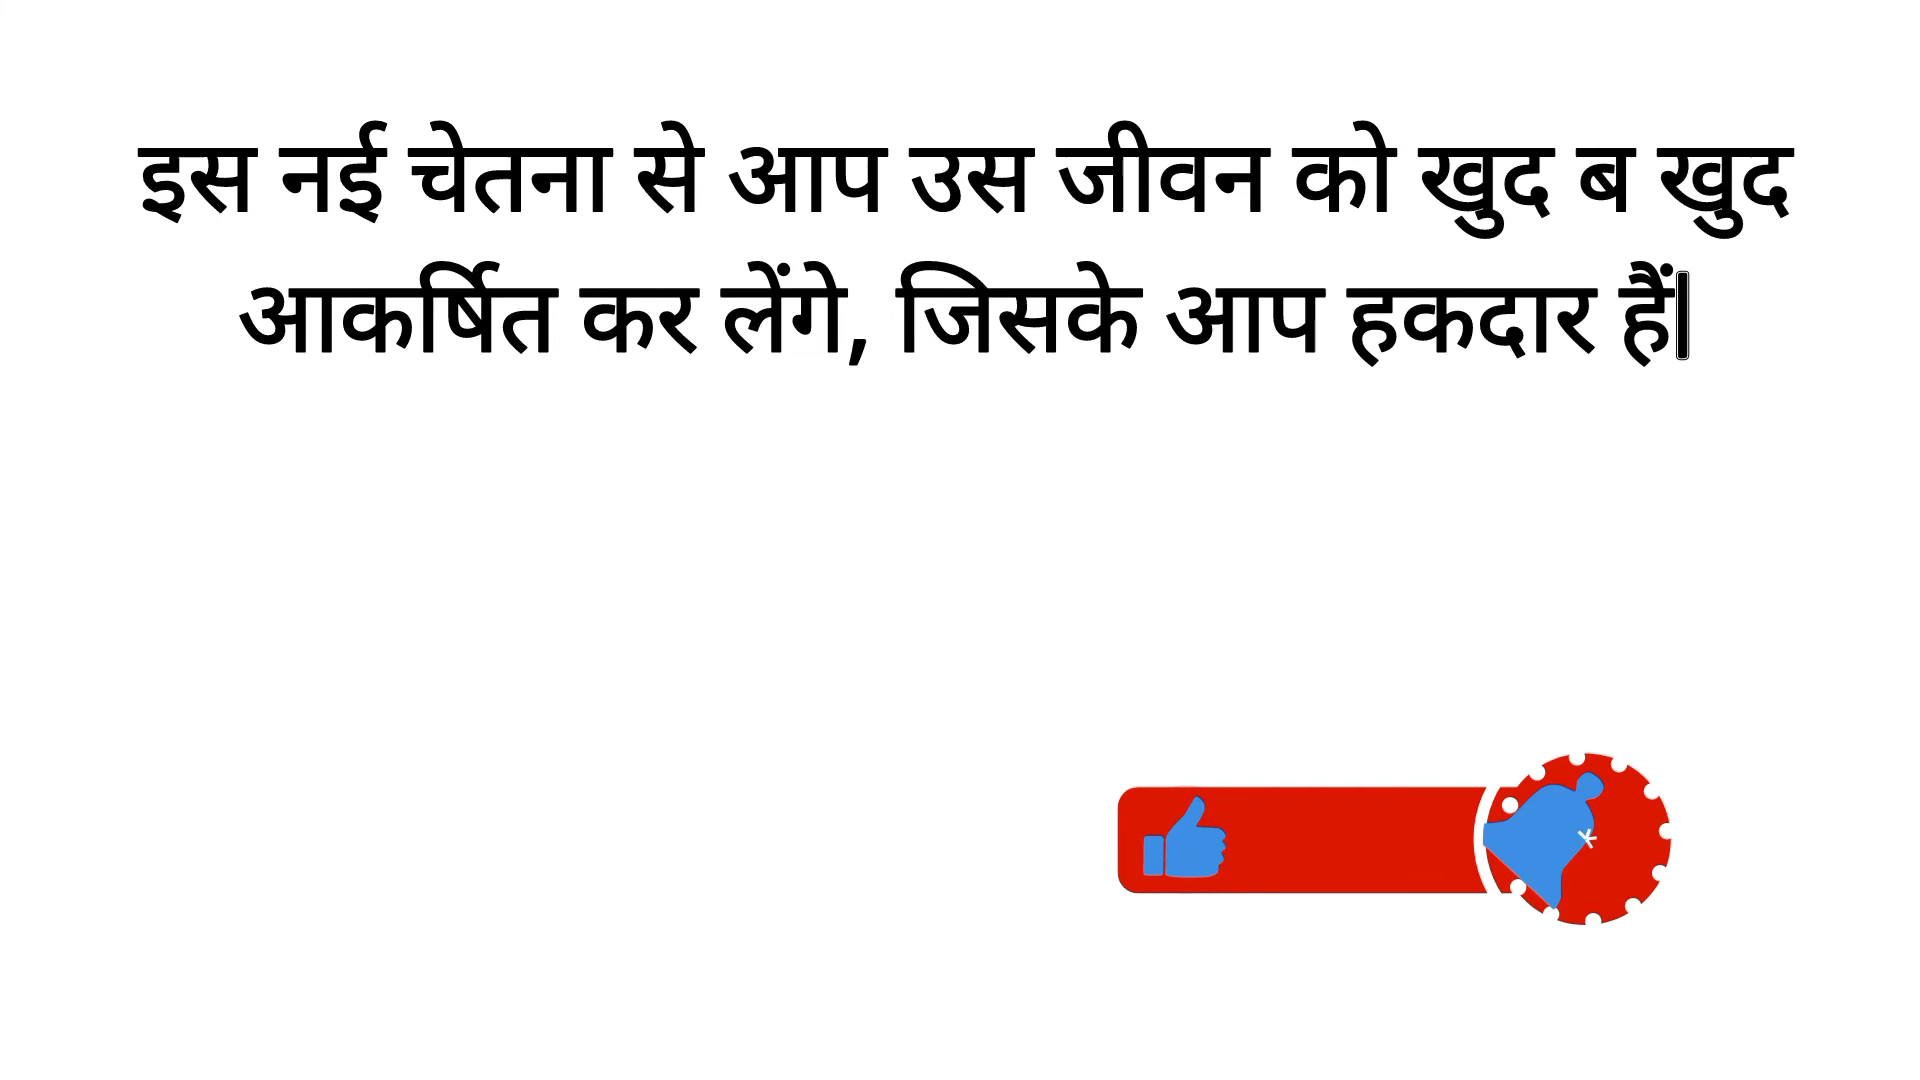 इस नई चेतना से आप उस जीवन को खुद ब खुद
आकर्षित कर लेंगे, जिसके आप हकदार हैं